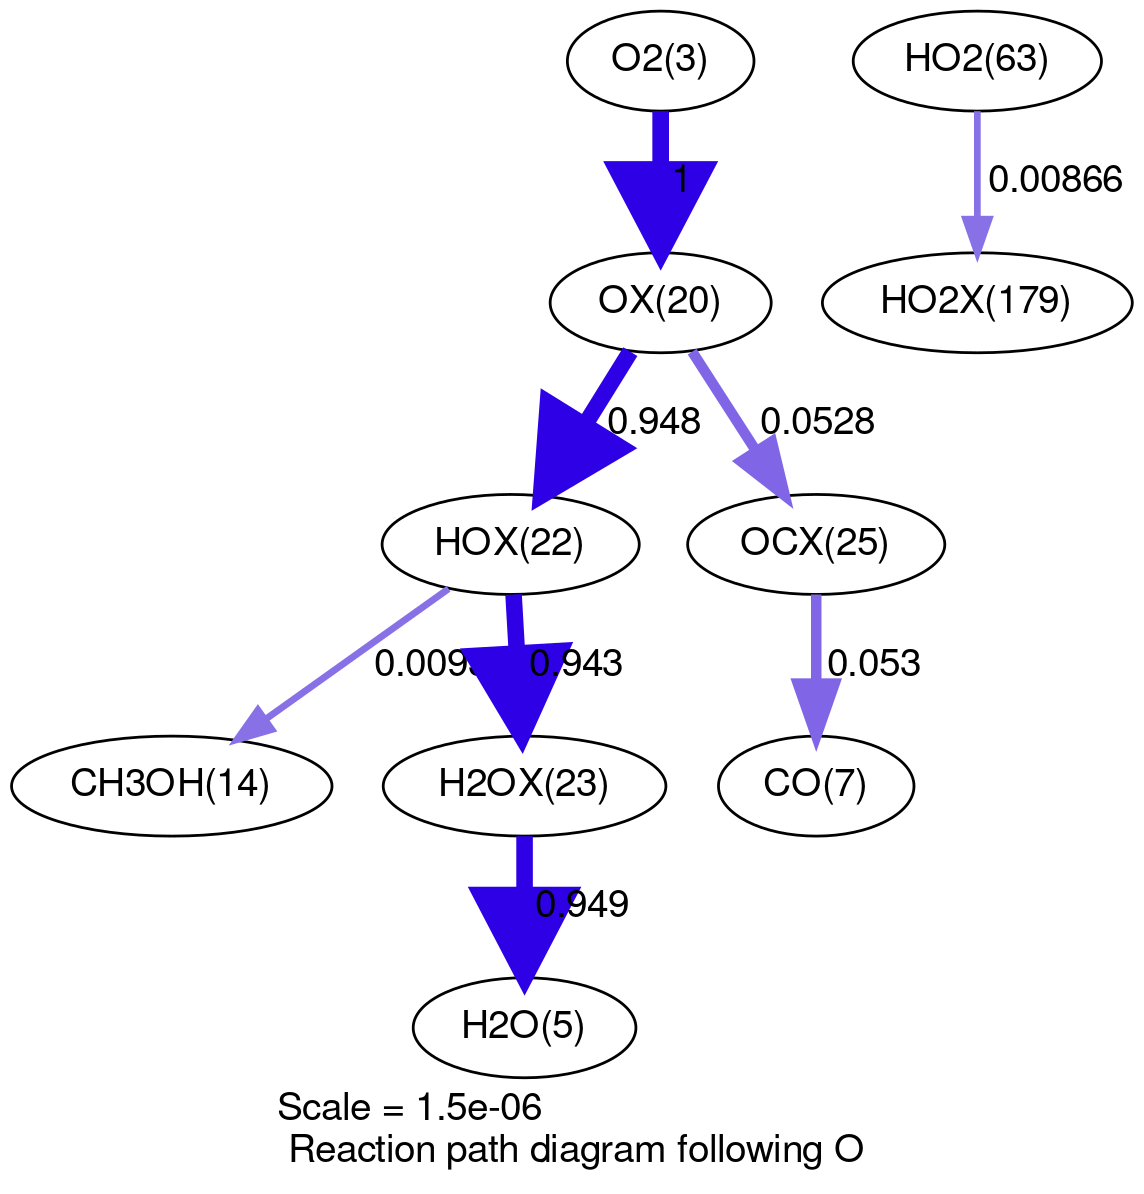 O2(3)
HO2(63)
1
0.00866
OX(20)
HO2X(179)
0.948
0.0528
HOX(22)
OCX(25)
0.943
0.053
CH3OH(14)
H2OX(23)
CO(7)
0.949
H2O(5)
Scale = 1.5e-06
Reaction path diagram following O